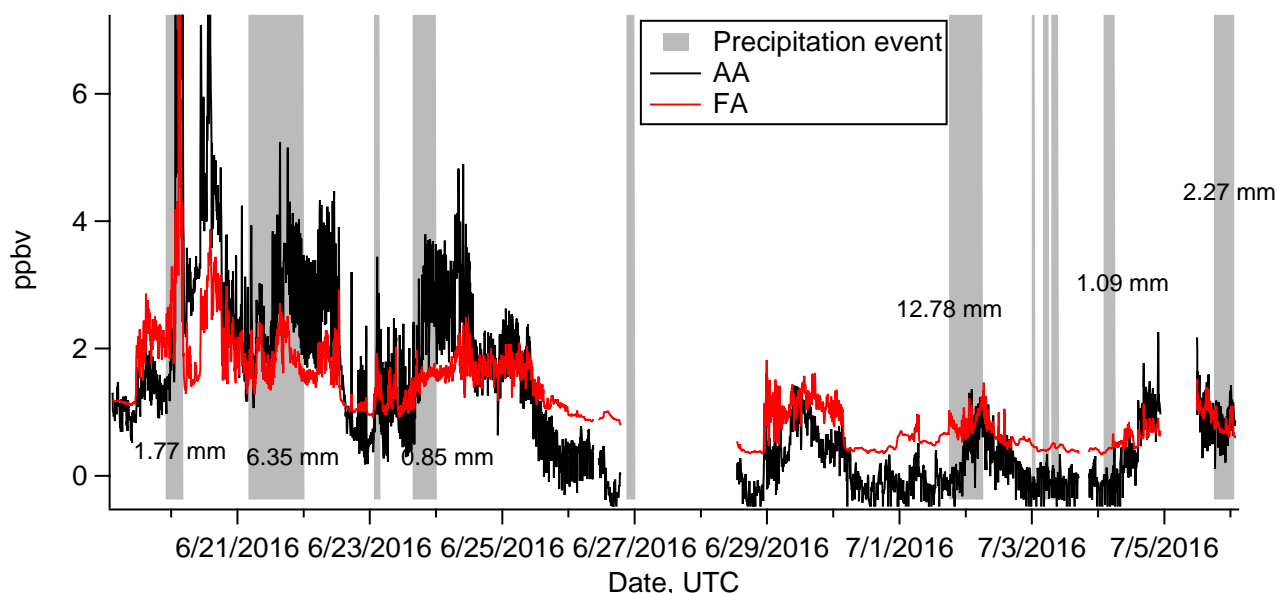 6
4
2
0
ppbv
Precipitation event
AA
FA
1.77 mm
6.35 mm
0.85 mm
12.78 mm
1.09 mm
2.27 mm
6/21/2016
6/23/2016
6/25/2016
6/27/2016
6/29/2016
7/1/2016
7/3/2016
7/5/2016
Date, UTC